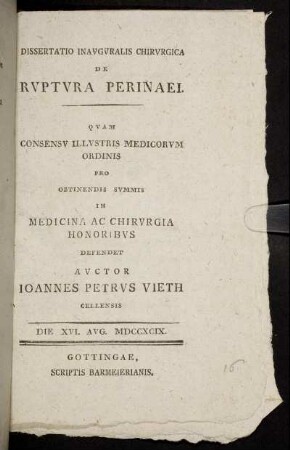 DISSERTATIO INAVGVRALIS CHIRVRGICA
DE
RVPTVRA PERINAEI.
QVAM
CONSENSV ILLVSTRIS MEDICORVM
ORDINIS
PRO
OBTINENDIS SVMMIS
IN
MEDICINA AC CHIRVRGIA
HONORIBVS
DEFENDET
AVCTOR
IOANNES PETRVS VIETH
CELLENSIS
DIE XVI. AVG. MDCCXCIX.
GOTTINGAE,
SCRIPTIS BARMEIERIANIS.